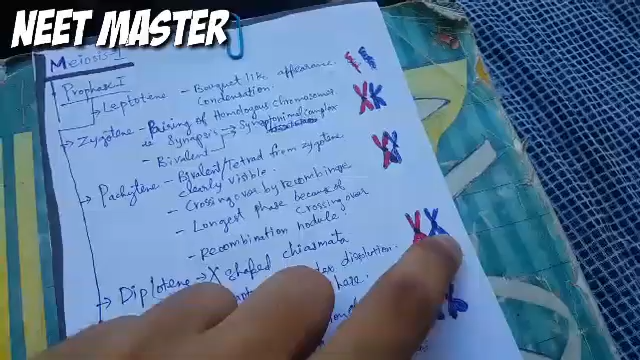 NEET MASTER
Meiosis-I
Prophase I
Leptotene - Bouquet like appearance.
Condensation.
Zygotene - Pairing of Homologous chromosomes
Synapsis → Synaptonimal complex
- Bivalent
Pachytene - Bivalent/Tetrad from zygotene
clearly visible.
- Crossing over by recombinase
- Longest phase because of
Crossing over
- Recombination nodule.
Diplotene → X shaped chiasmata
dissolution.